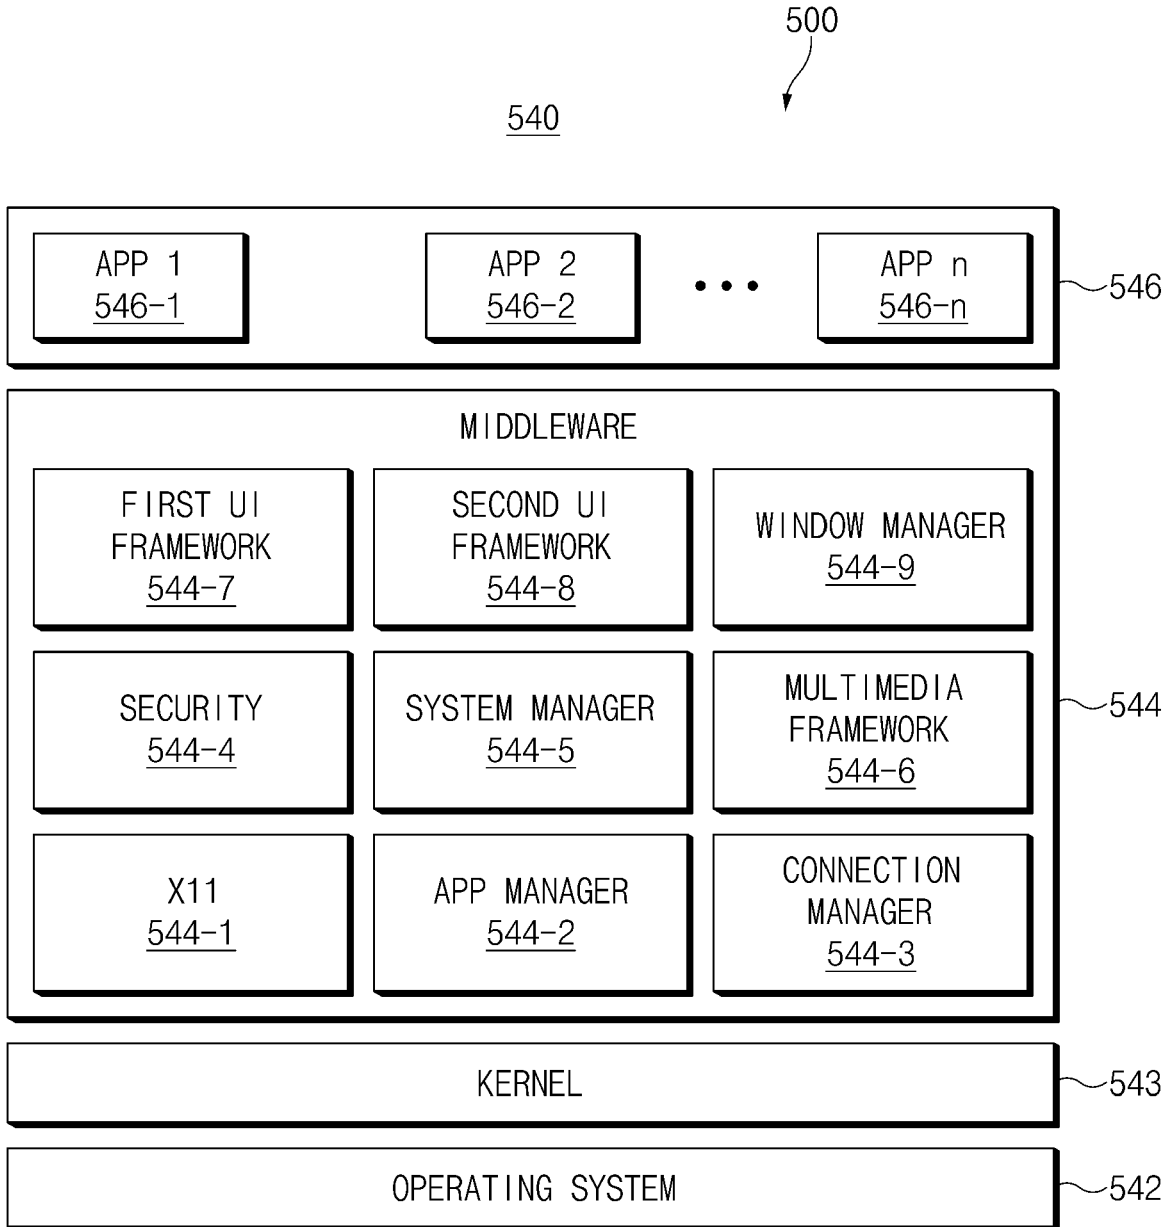 500
540
APP 1
546-1
APP 2
546-2
APP n
546-n
546
MIDDLEWARE
FIRST UI
FRAMEWORK
544-7
SECOND UI
FRAMEWORK
544-8
WINDOW MANAGER
544-9
SECURITY
544-4
SYSTEM MANAGER
544-5
MULTIMEDIA
FRAMEWORK
544-6
544
X11
544-1
APP MANAGER
544-2
CONNECTION
MANAGER
544-3
KERNEL
543
OPERATING SYSTEM
542